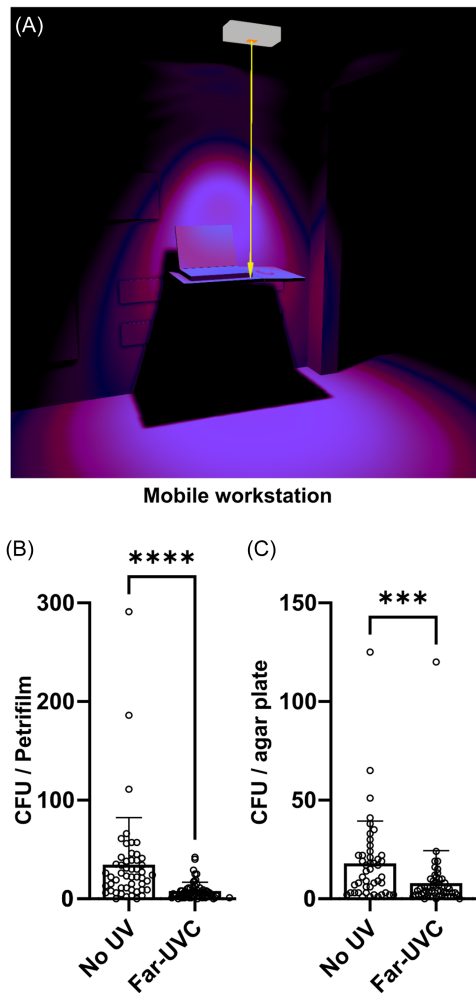 (A)
Mobile workstation
(B)
(C)
****
***
300
200
100
0
CFU / Petrifilm
No UV
Far-UVC
150
100
50
0
CFU / agar plate
No UV
Far-UVC